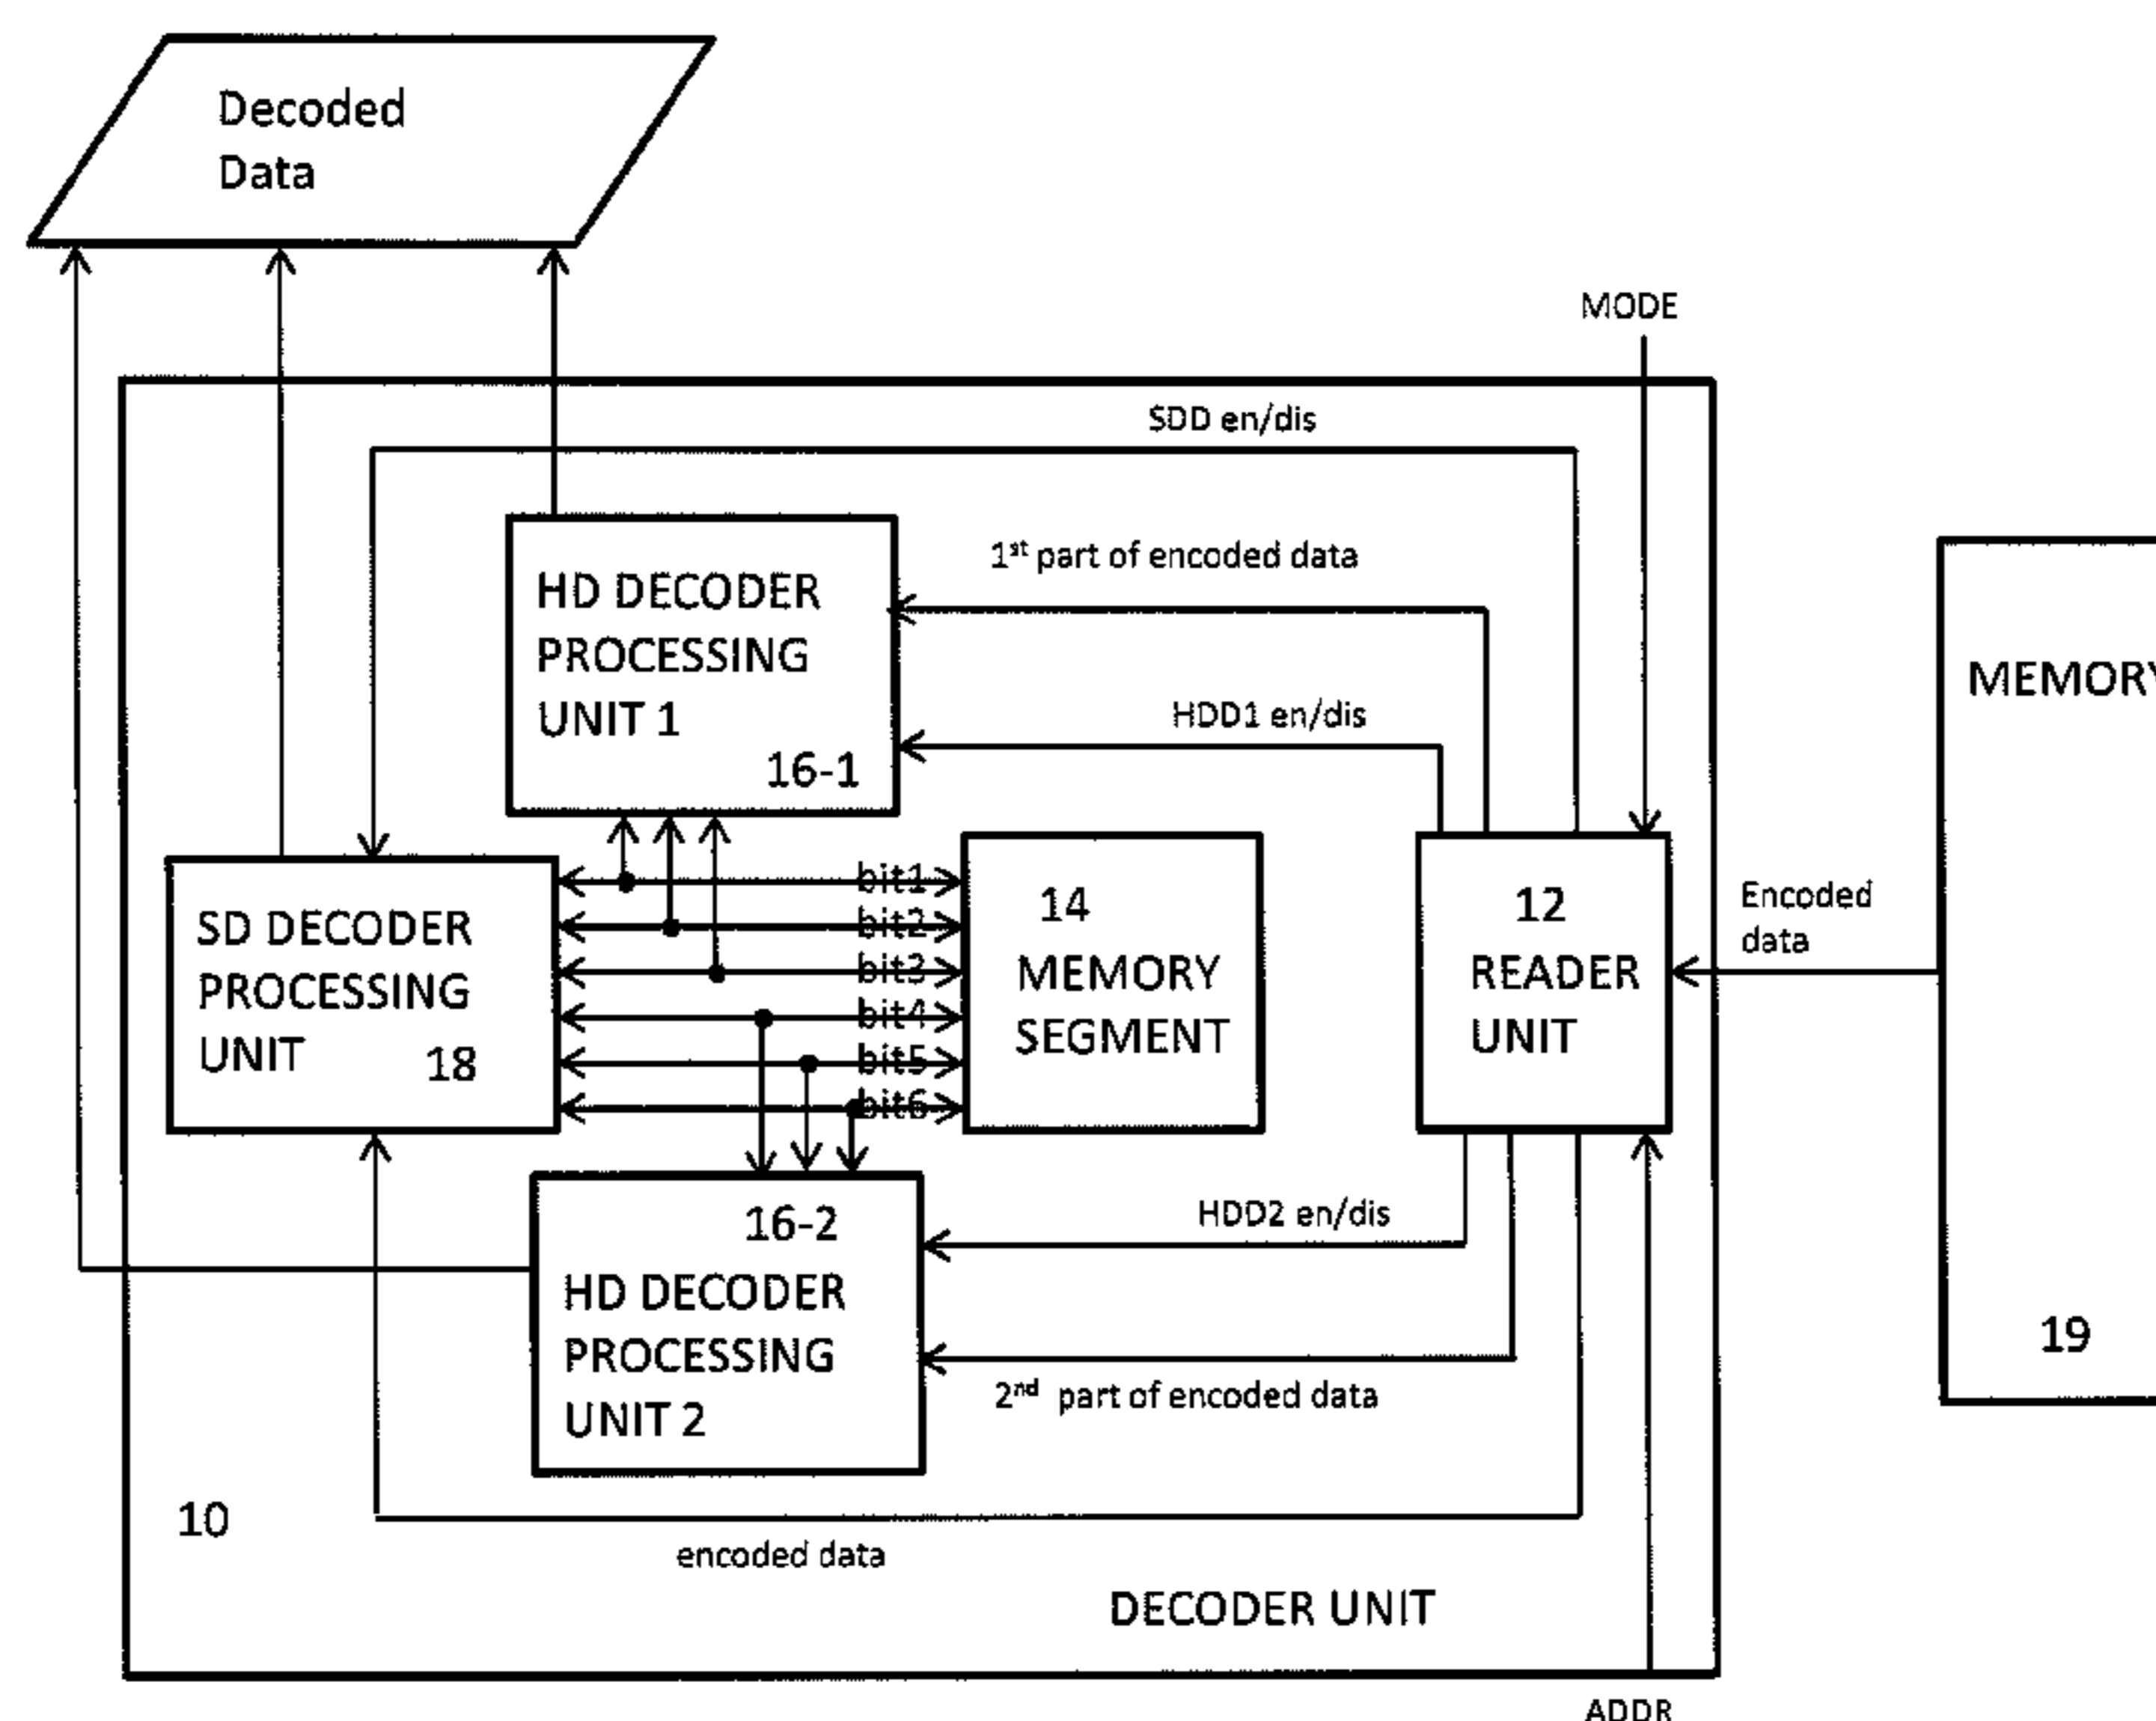 Decoded
Data
MODE
SDD en/dis
1st part of encoded data
HD DECODER
PROCESSING
UNIT 1
16-1
HDD1 en/dis
MEMORY
SD DECODER
PROCESSING
UNIT 18
bit1
bit2
bit3
bit4
bit5
bit6
14
MEMORY
SEGMENT
12
READER
UNIT
Encoded
data
16-2
HD DECODER
PROCESSING
UNIT 2
HDD2 en/dis
2nd part of encoded data
19
10
encoded data
DECODER UNIT
ADDR